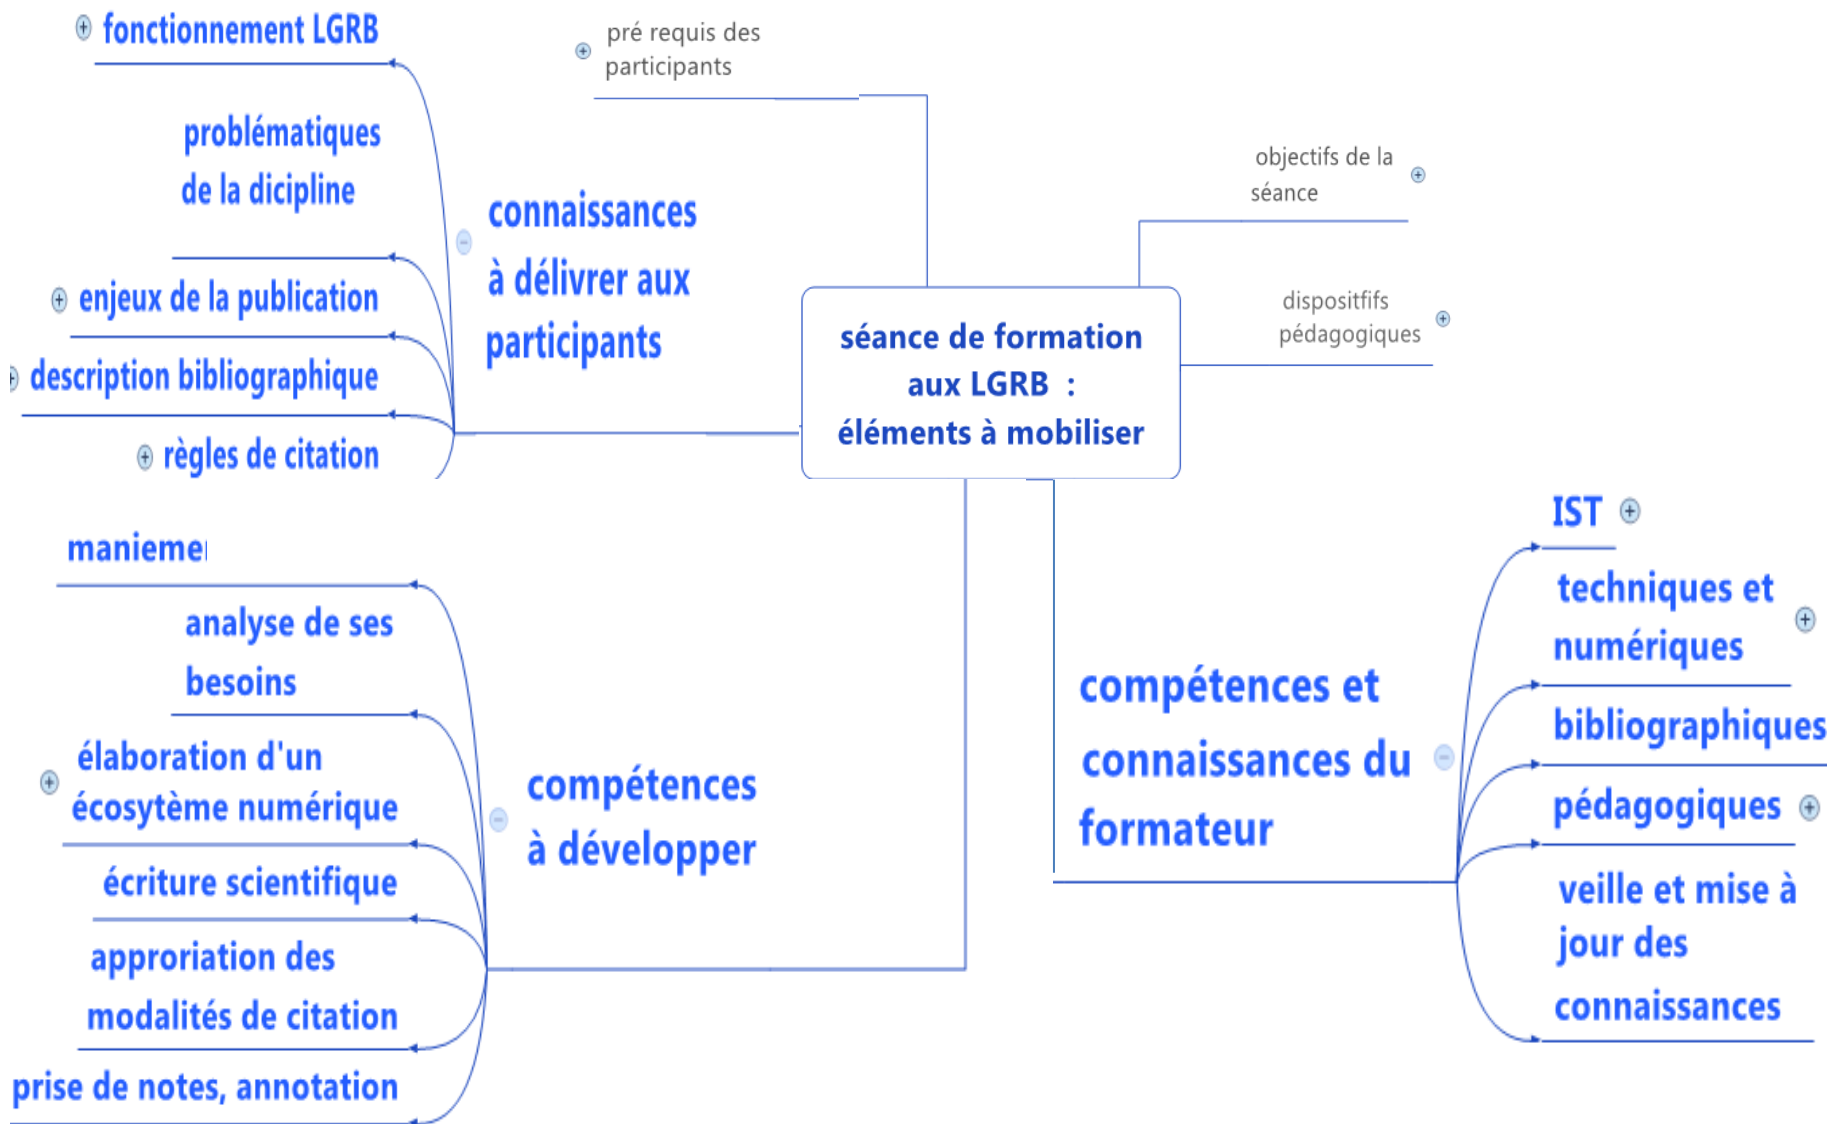 fonctionnement LGRB
problématiques
de la dicipline
enjeux de la publication
description bibliographique
règles de citation
connaissances
à délivrer aux
participants
pré requis des
participants
objectifs de la
séance
dispositfifs
pédagogiques
séance de formation
aux LGRB :
éléments à mobiliser
analyse de ses
besoins
élaboration d'un
écosytème numérique
écriture scientifique
approriation des
modalités de citation
prise de notes, annotation
compétences
à développer
compétences et
connaissances du
formateur
IST
techniques et
numériques
bibliographiques
pédagogiques
veille et mise à
jour des
connaissances